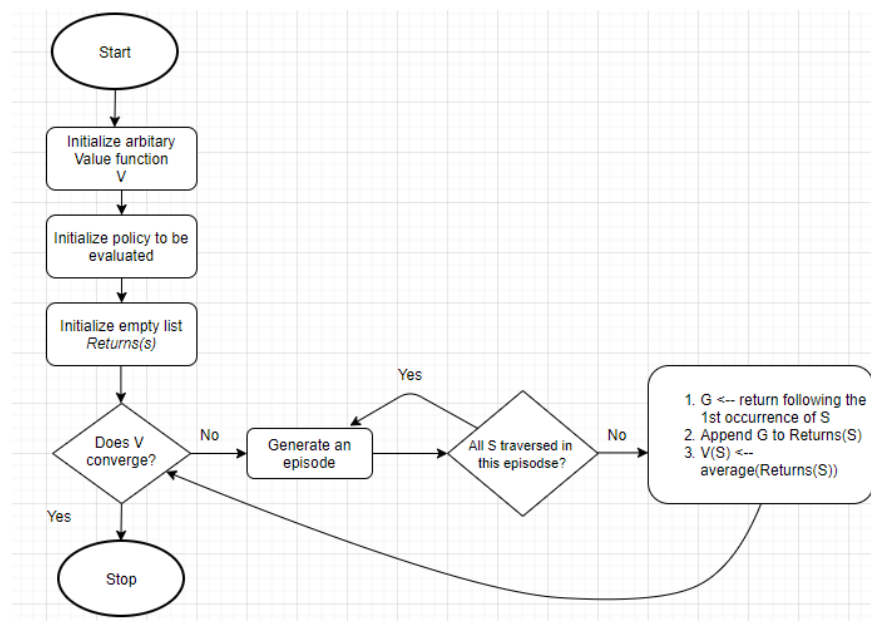 Start
Initialize arbitary
Value function
V
Initialize policy to be
evaluated
Initialize empty list
Returns(s)
Does V
converge?
No
Yes
Stop
Generate an
episode
Yes
All S traversed in
this episodse?
No
1. G <-- return following the
1st occurrence of S
2. Append G to Returns(S)
3. V(S) <--
average(Returns(S))